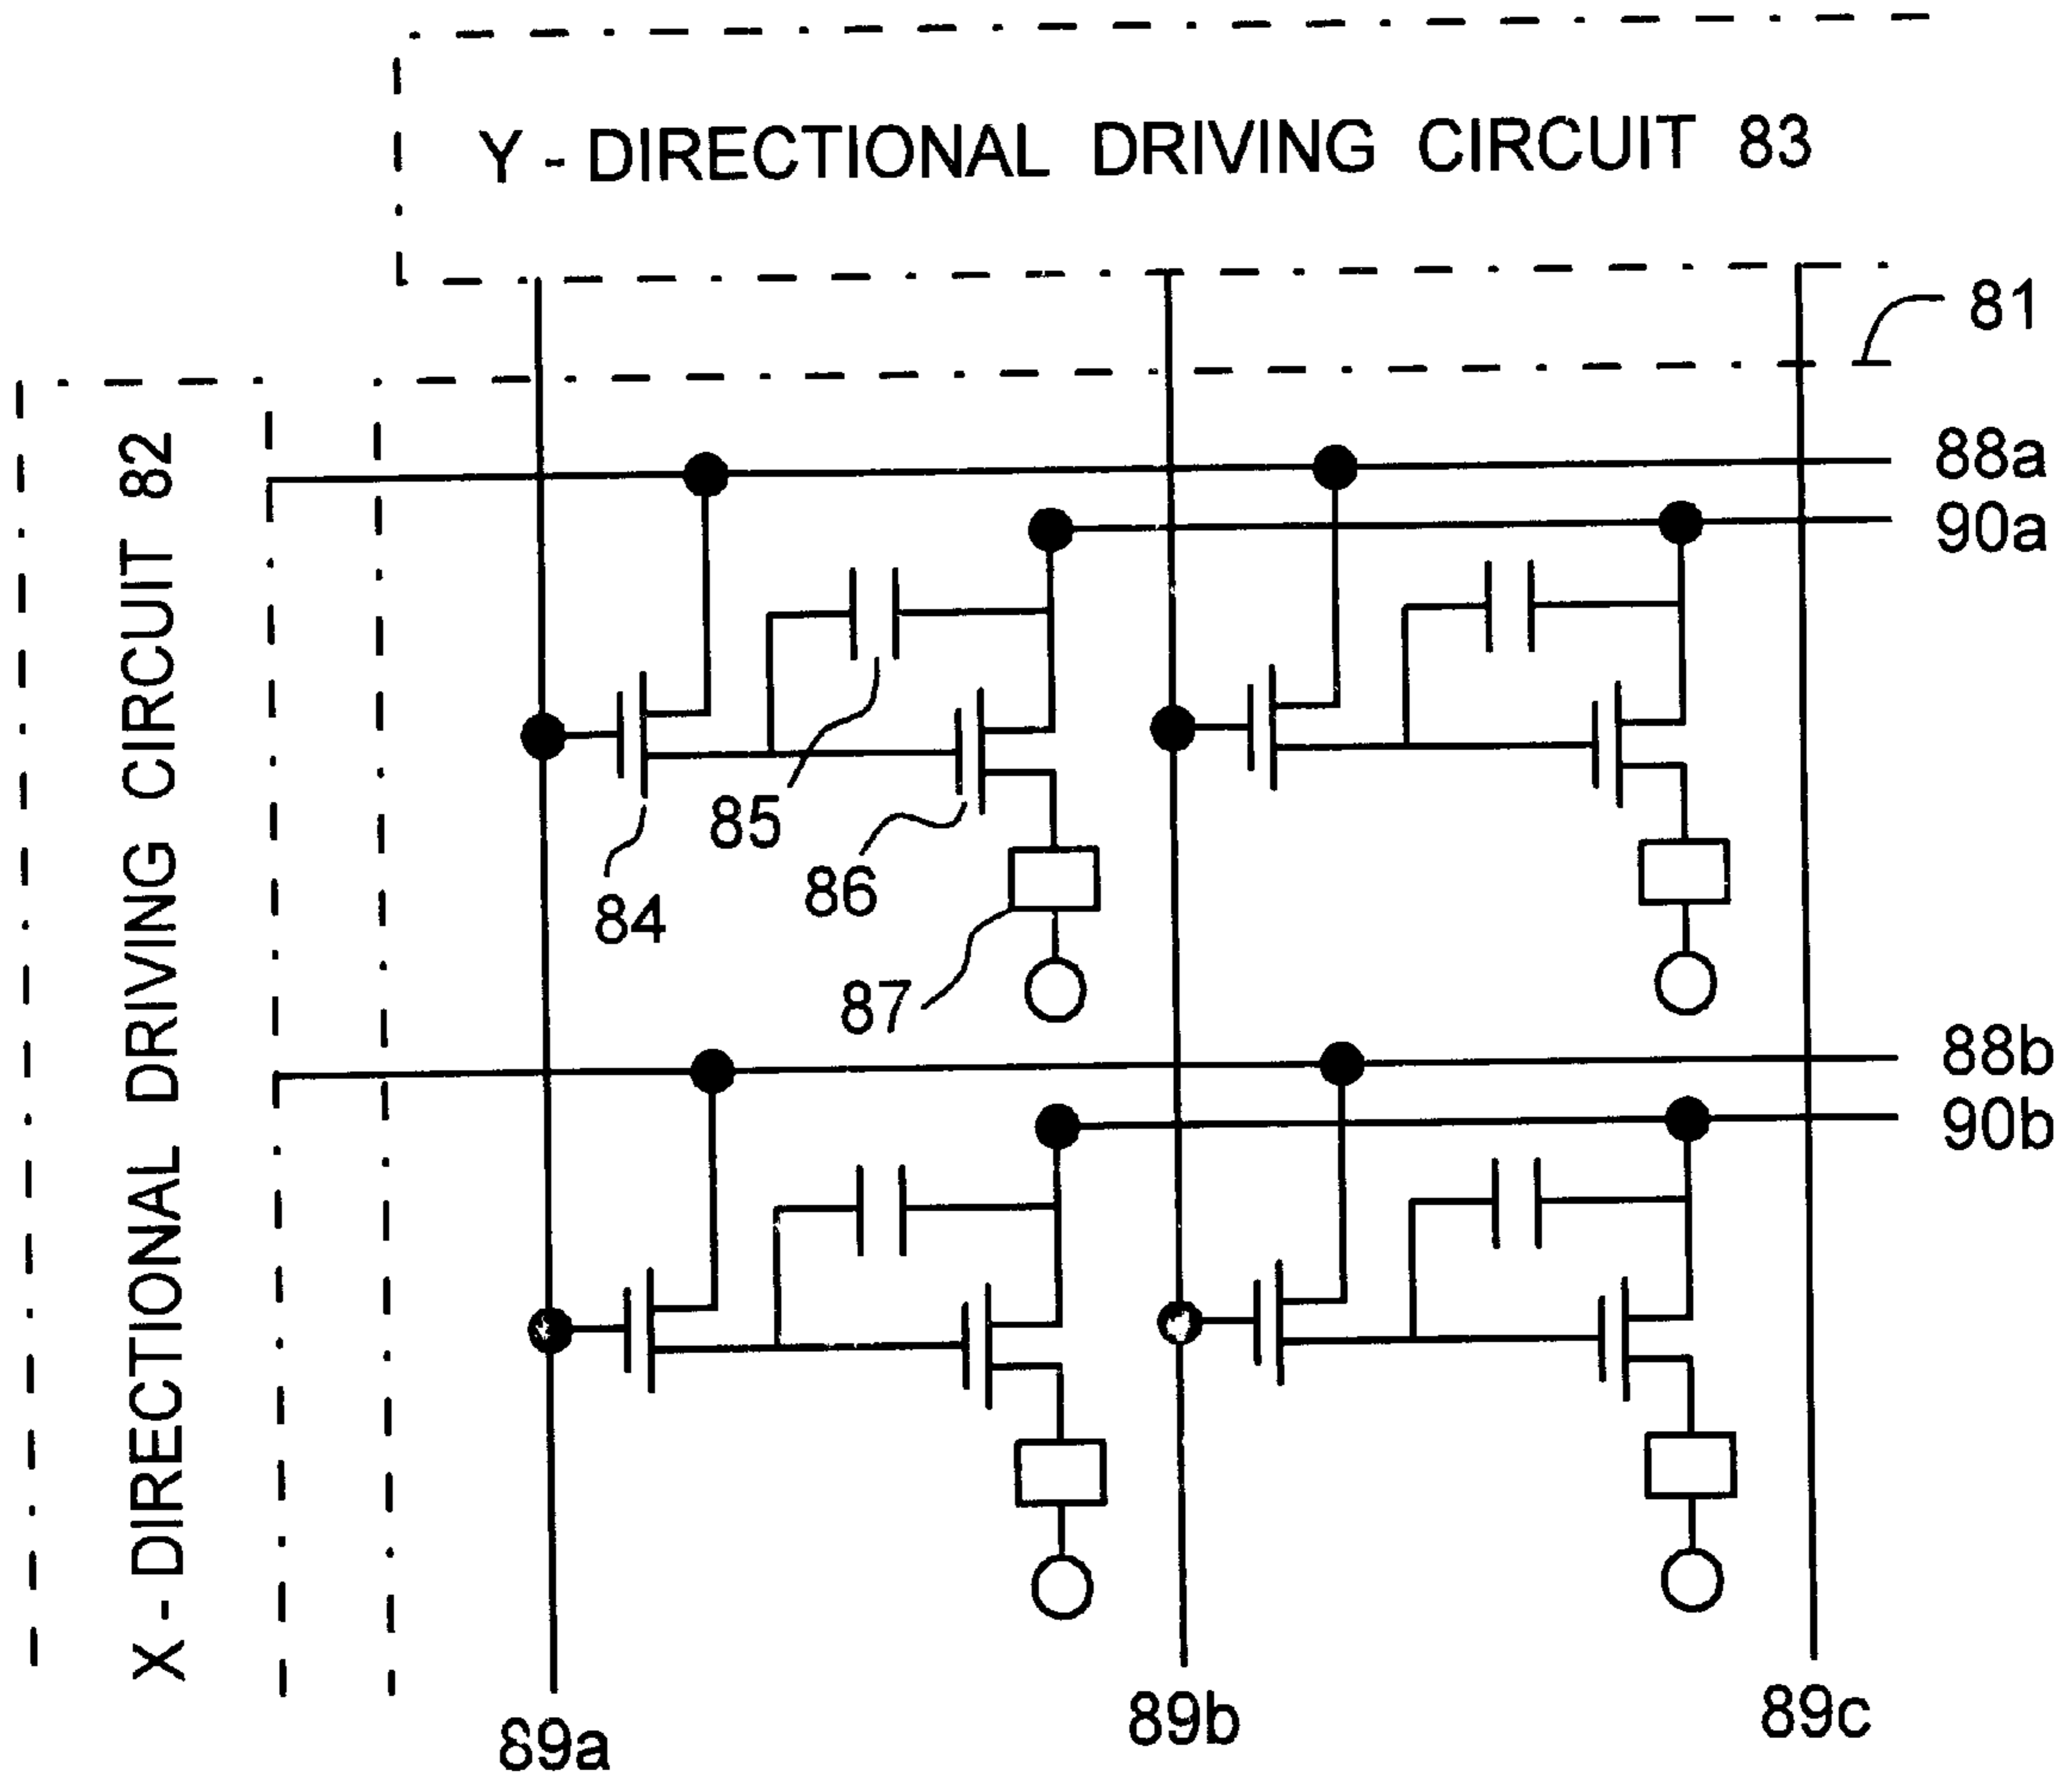 Y - DIRECTIONAL DRIVING CIRCUIT 83
81
X - DIRECTIONAL DRIVING CIRCUIT 82
88a
90a
85
86
84
87
88b
90b
89a
89b
89c